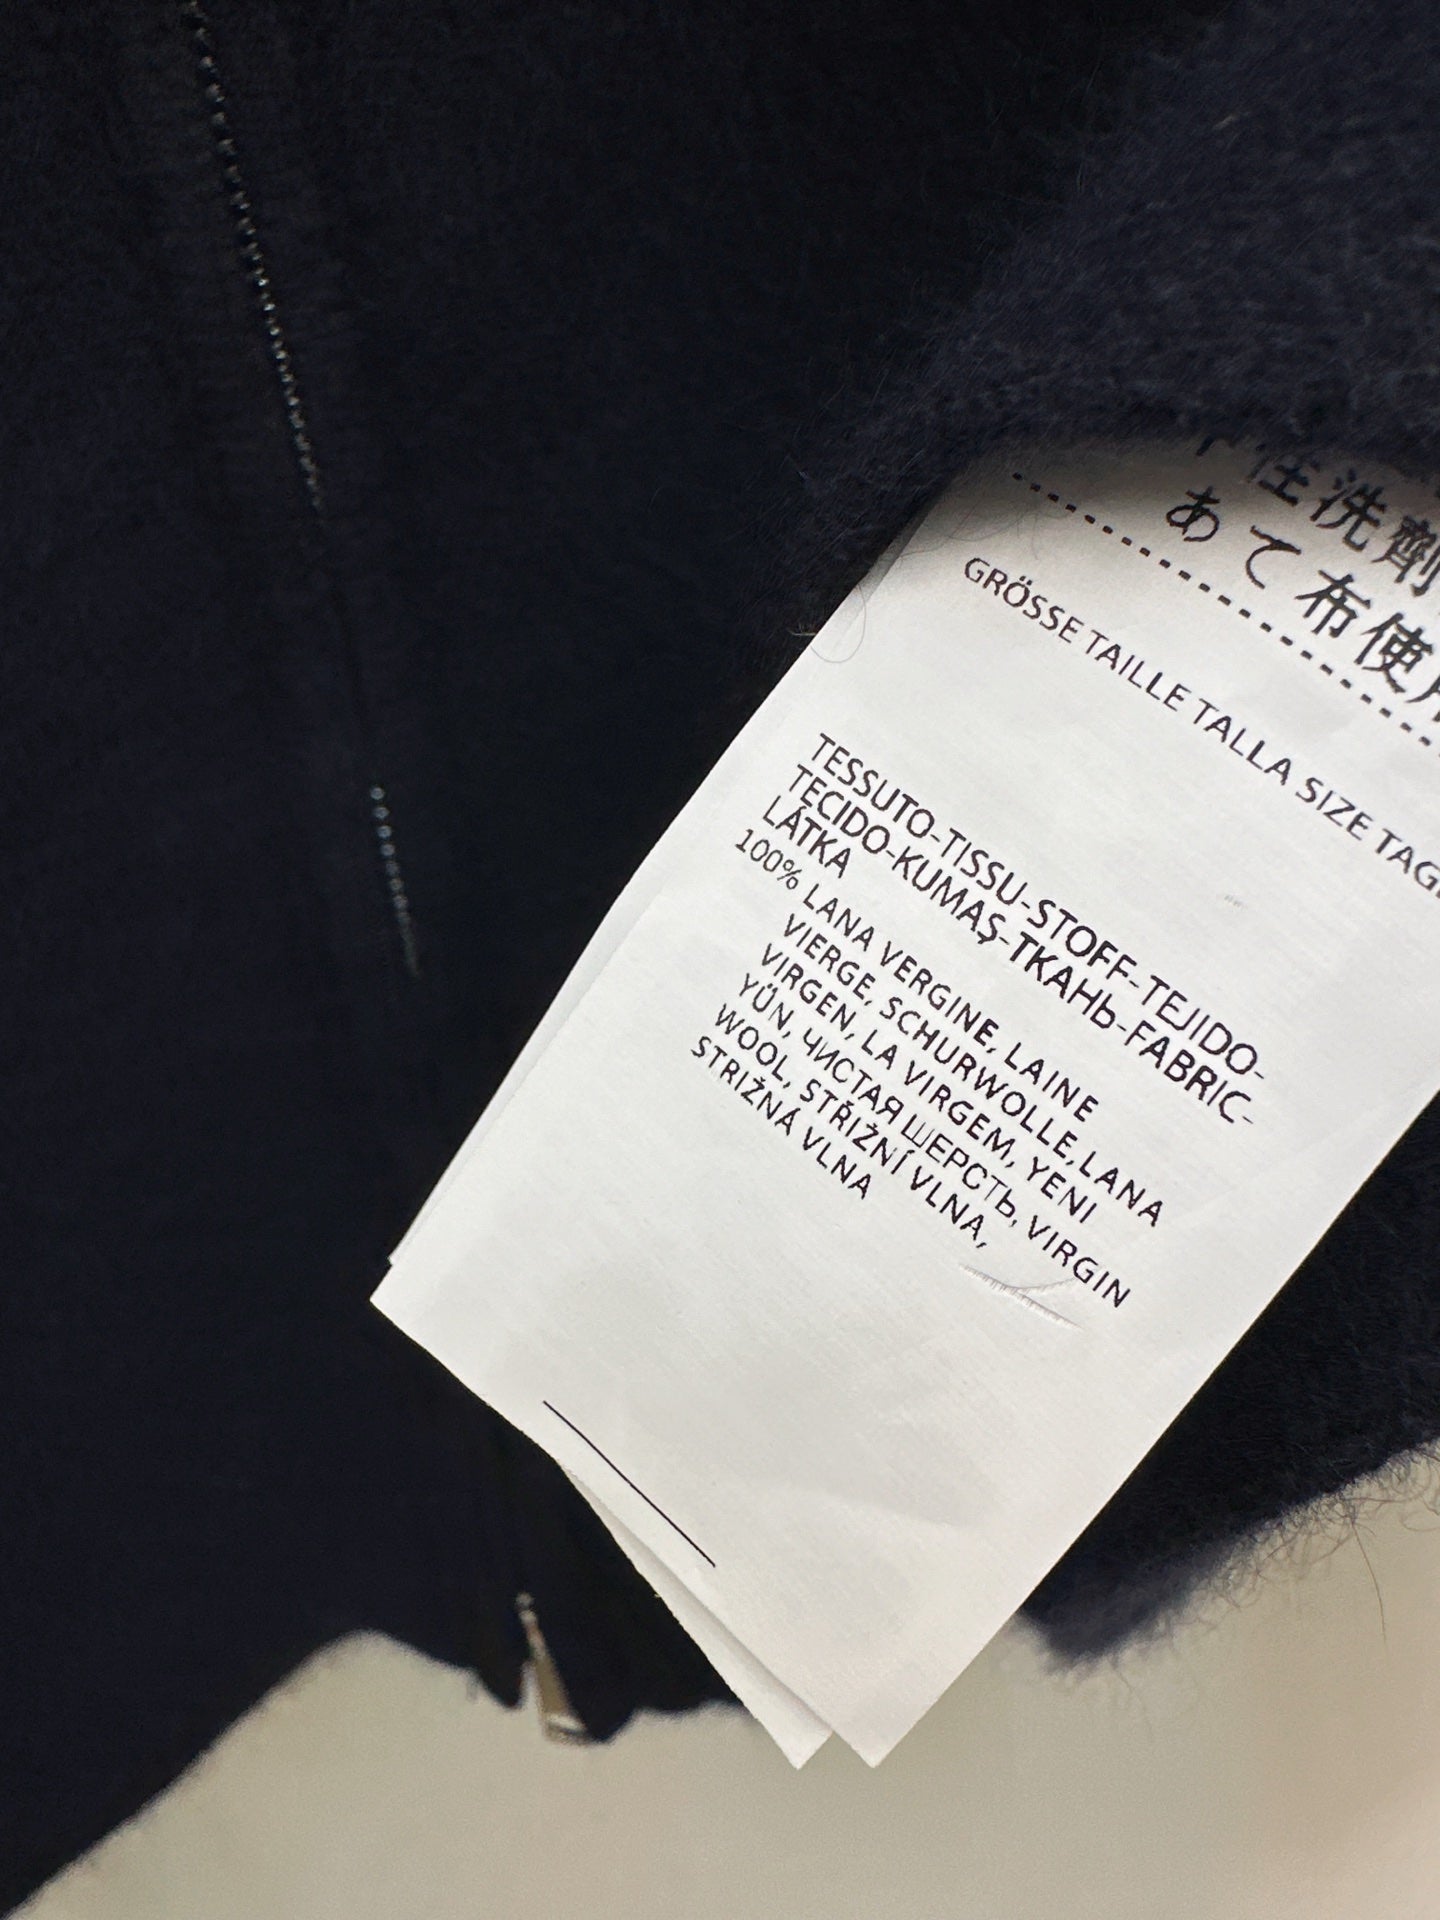 性洗剤
あて布使
GRÖSSE TAILLE TALLA SIZE
TESSUTO-TISSU-STOFF-TEJIDO-
TECIDO-KUMAŞ-ТКАНЬ-FABRIC-
LÁTKA
100% LANA VERGINE, LAINE
VIERGE, SCHURWOLLE, LANA
VIRGEN, LA VIRGEM, YENI
YÜN, ЧИСТАЯ ШЕРСТЬ, VIRGIN
WOOL, STŘIŽNÍ VLNA,
STRIŽNÁ VLNA